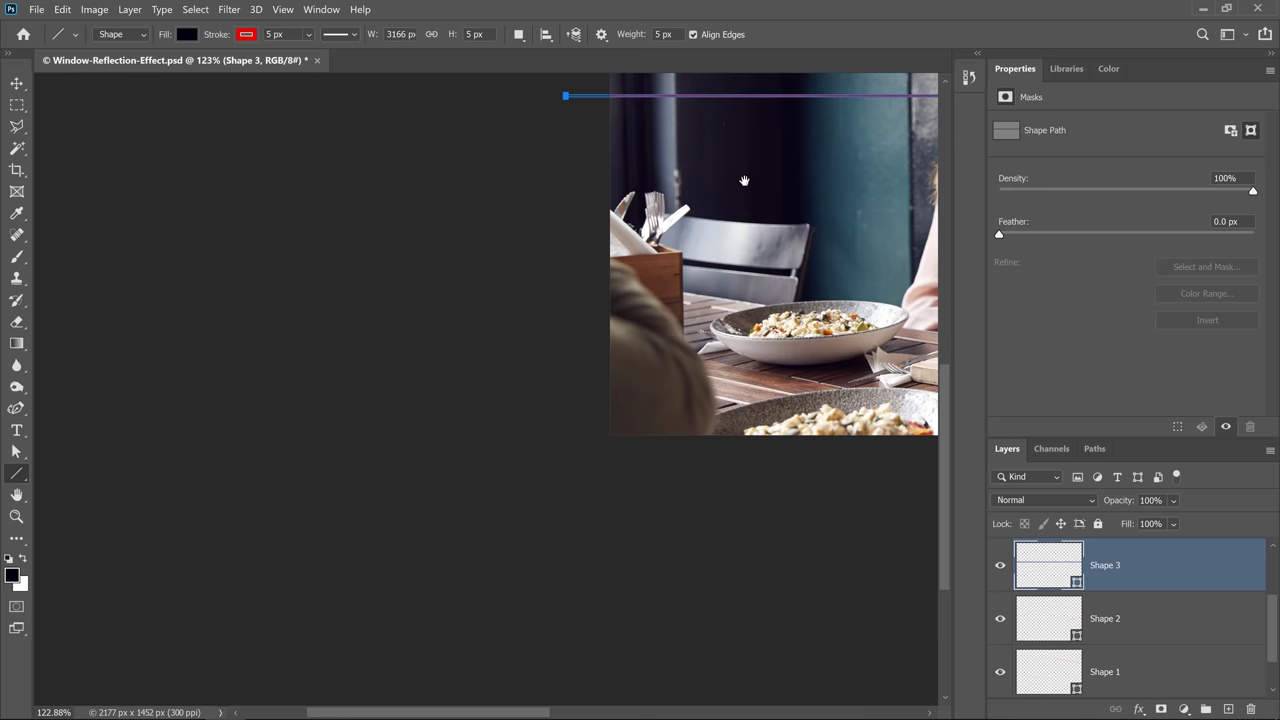 Ps File Edit Image Layer Type Select Filter 3D View Window Help
Shape Fill: Stroke: 5 px W: 3166 px H: 5 px Weight: 5 px Align Edges
© Window-Reflection-Effect.psd @ 123% (Shape 3, RGB/8#) * ×
Properties Libraries Color
Masks
Shape Path
Density: 100%
Feather: 0.0 px
Refine: Select and Mask...
Color Range...
Invert
Layers Channels Paths
Kind
Normal Opacity: 100%
Lock: Fill: 100%
Shape 3
Shape 2
Shape 1
122.88% © 2177 px x 1452 px (300 ppi)